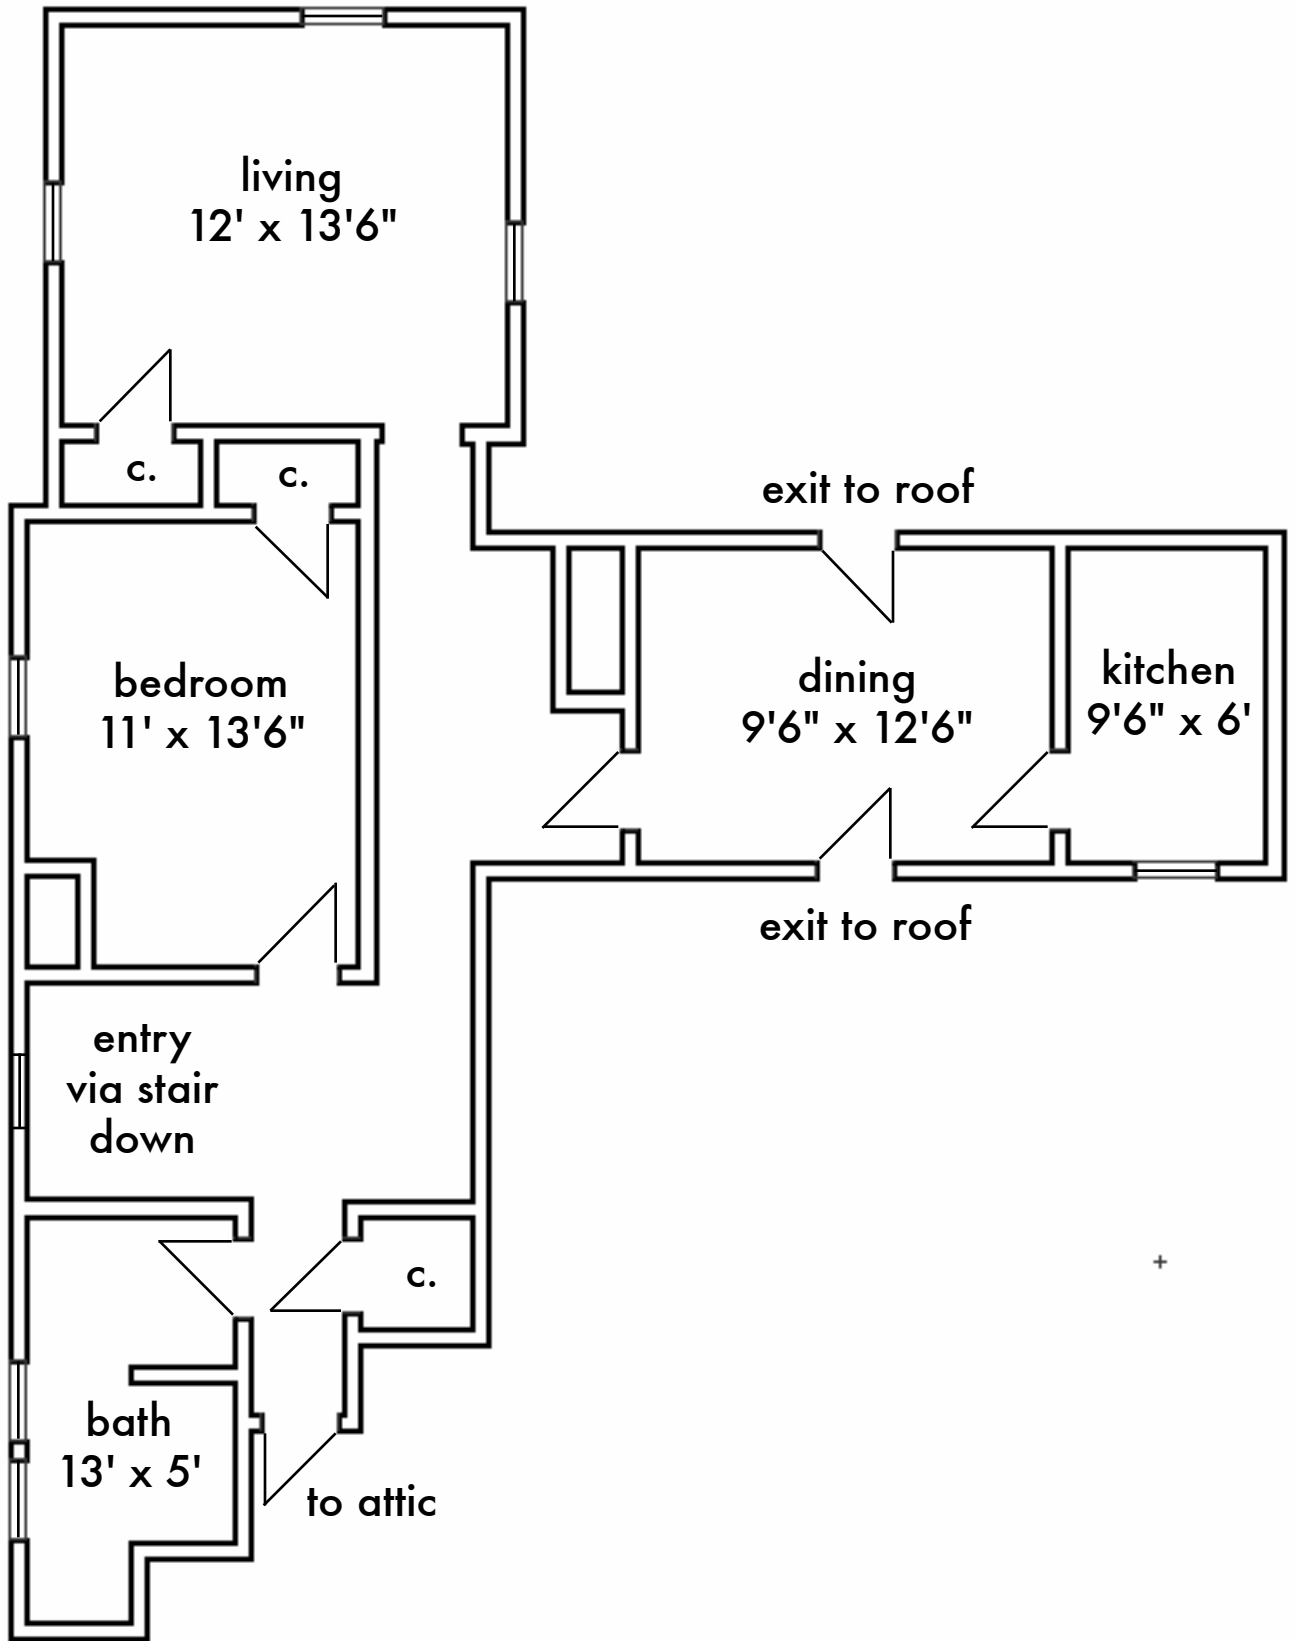 living
12' x 13'6"
c.
c.
exit to roof
bedroom
11' x 13'6"
dining
9'6" x 12'6"
kitchen
9'6" x 6'
exit to roof
entry
via stair
down
c.
bath
13' x 5'
to attic